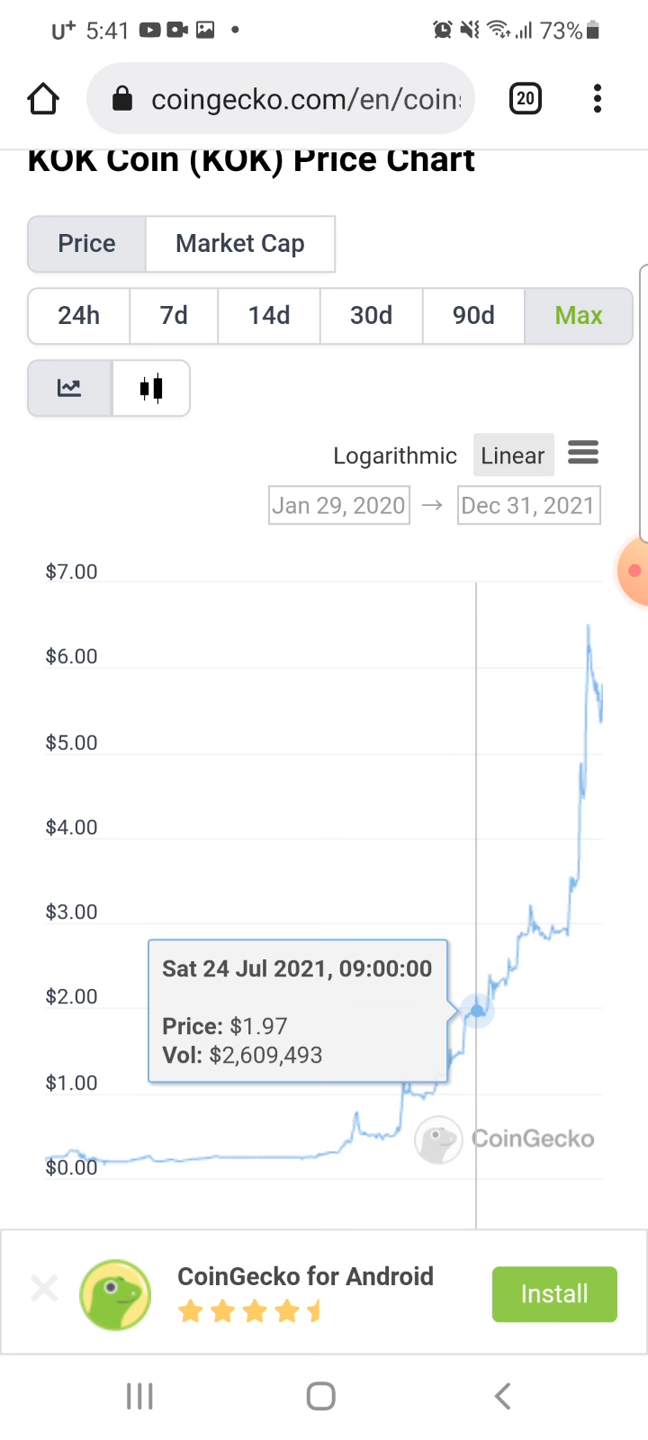 U+ 5:41 73%
coingecko.com/en/coin 20
KOK Coin (KOK) Price Chart
Price Market Cap
24h 7d 14d 30d 90d Max
Logarithmic Linear
Jan 29, 2020 → Dec 31, 2021
$7.00
$6.00
$5.00
$4.00
$3.00
Sat 24 Jul 2021, 09:00:00
$2.00
Price: $1.97
Vol: $2,609,493
$1.00
CoinGecko
$0.00
CoinGecko for Android
Install